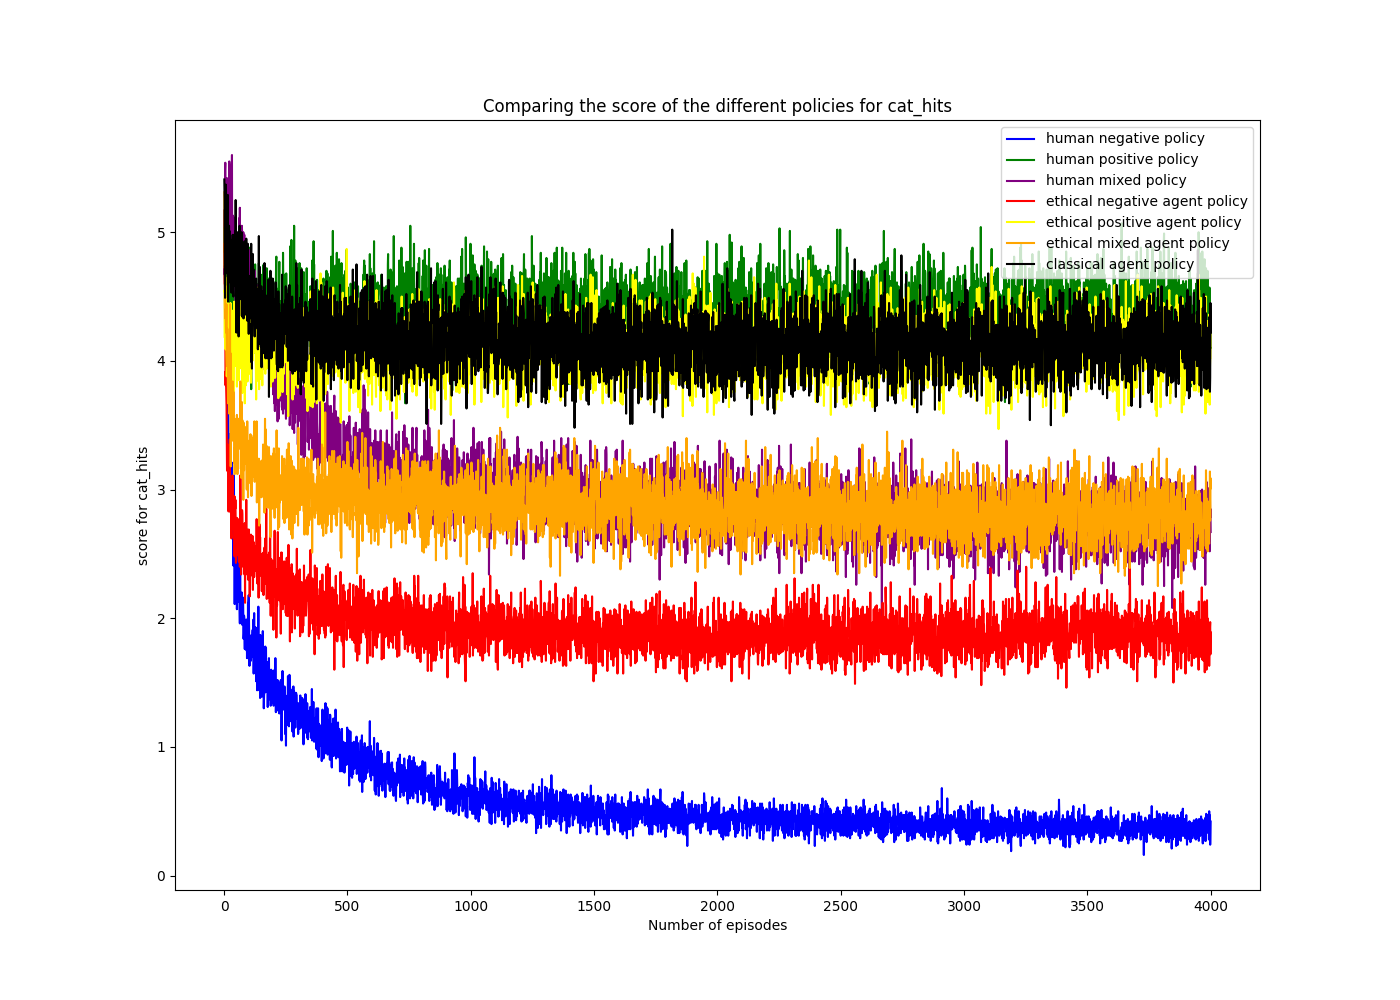 Comparing the score of the different policies for cat_hits
human negative policy
human positive policy
human mixed policy
ethical negative agent policy
ethical positive agent policy
ethical mixed agent policy
classical agent policy
score for cat_hits
5
4
3
2
1
0
0 500 1000 1500 2000 2500 3000 3500 4000
Number of episodes